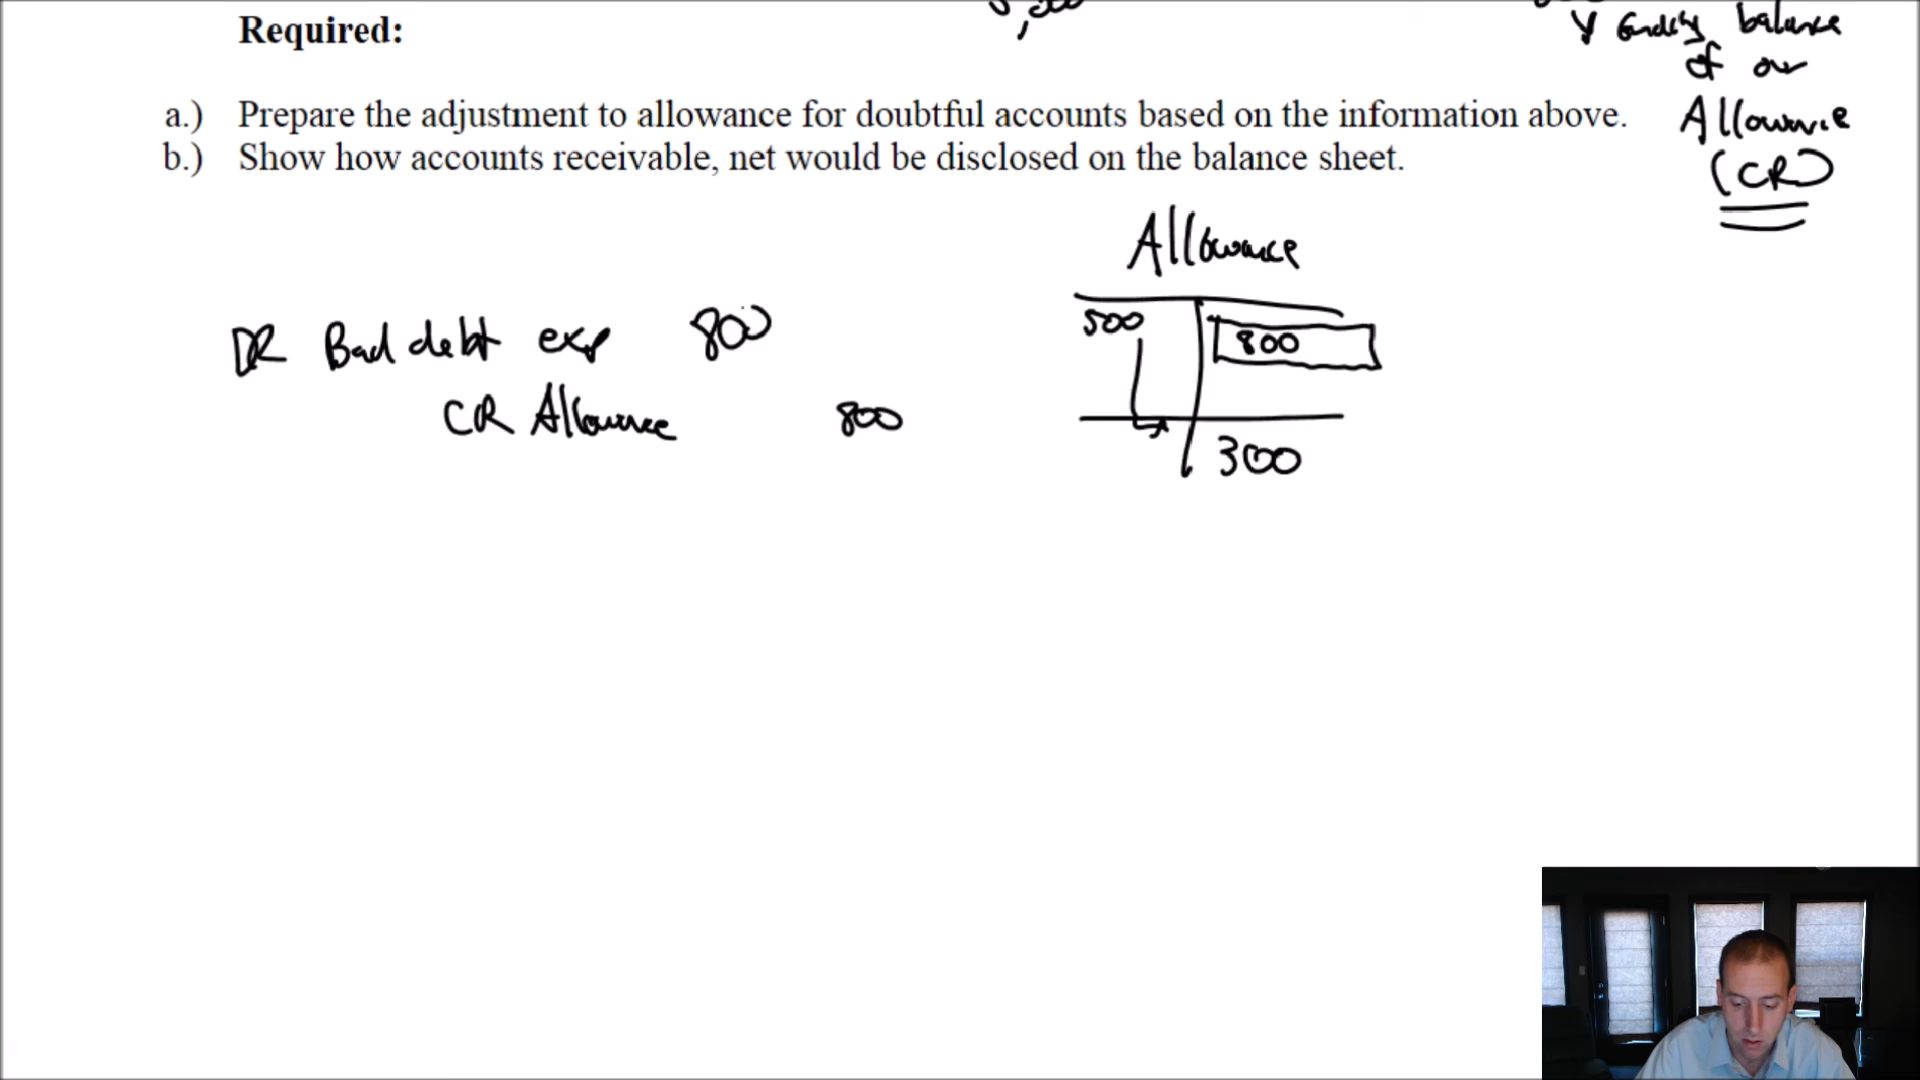 Required:
Ending balance
of our
a.) Prepare the adjustment to allowance for doubtful accounts based on the information above.
Allowance
b.) Show how accounts receivable, net would be disclosed on the balance sheet.
(CR)
Allowance
DR Bad debt exp 800
500 800
CR Allowance 800
300